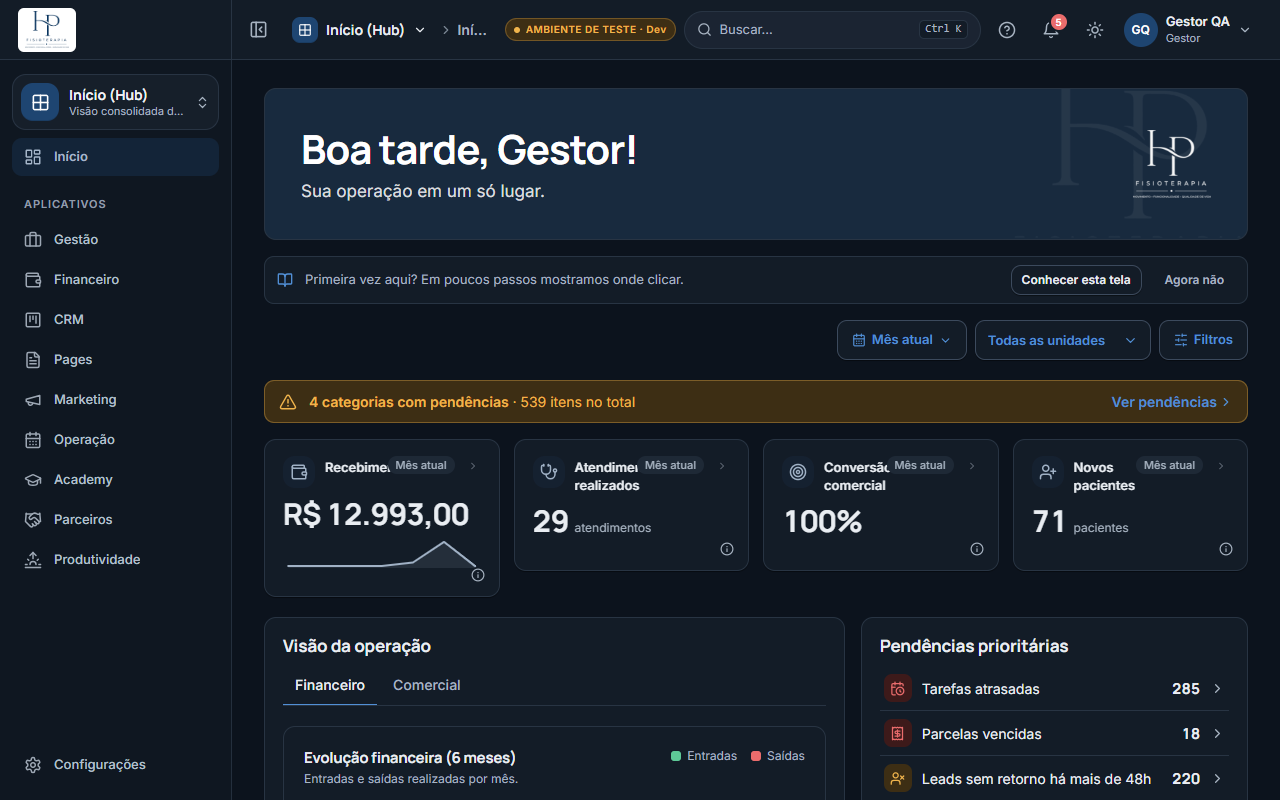 HP
FISIOTERAPIA
Início (Hub)
Iní...
AMBIENTE DE TESTE · Dev
Buscar...
Ctrl K
5
GQ
Gestor QA
Gestor
Início (Hub)
Visão consolidada d...
Início
APLICATIVOS
Gestão
Financeiro
CRM
Pages
Marketing
Operação
Academy
Parceiros
Produtividade
Configurações
Boa tarde, Gestor!
Sua operação em um só lugar.
HP
FISIOTERAPIA
Primeira vez aqui? Em poucos passos mostramos onde clicar.
Conhecer esta tela
Agora não
Mês atual
Todas as unidades
Filtros
4 categorias com pendências · 539 itens no total
Ver pendências
Mês atual
R$ 12.993,00
Mês atual
realizados
29 atendimentos
Conversão
Mês atual
comercial
100%
Novos
Mês atual
pacientes
71 pacientes
Visão da operação
Financeiro
Comercial
Evolução financeira (6 meses)
Entradas
Saídas
Entradas e saídas realizadas por mês.
Pendências prioritárias
Tarefas atrasadas
285
Parcelas vencidas
18
Leads sem retorno há mais de 48h
220